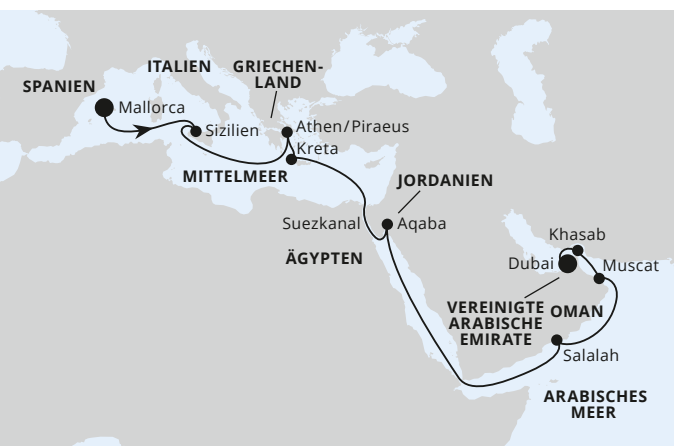 ITALIEN
GRIECHEN-
LAND
SPANIEN
Mallorca
Sizilien
Athen/Piraeus
Kreta
MITTELMEER
JORDANIEN
Suezkanal
Aqaba
ÄGYPTEN
Khasab
Dubai
Muscat
VEREINIGTE
ARABISCHE
EMIRATE
OMAN
Salalah
ARABISCHES
MEER